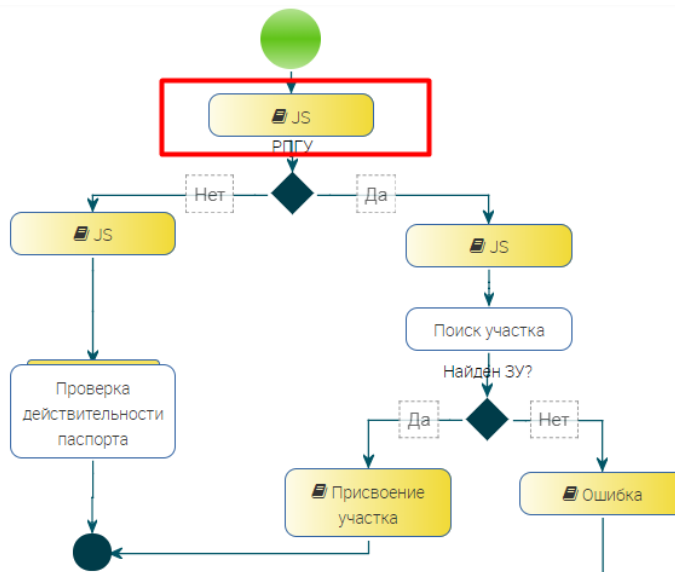 JS
РПГУ
Нет
Да
JS
JS
Поиск участка
Найден ЗУ?
Проверка
действительности
паспорта
Да
Нет
Присвоение
участка
Ошибка